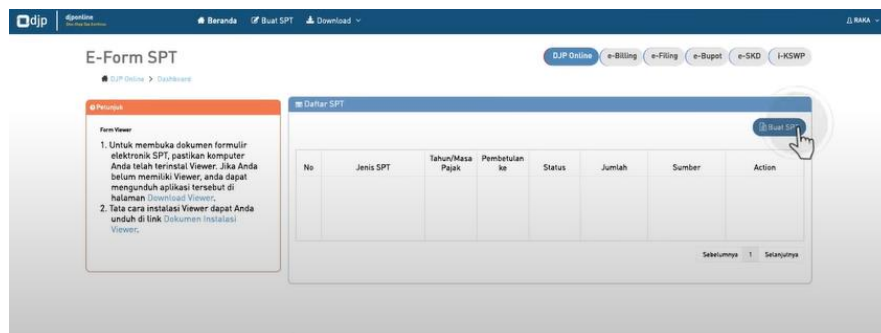 djp djponline Beranda Buat SPT Download RAKA
E-Form SPT
DJP Online e-Billing e-Filing e-Bupot e-SKD i-KSWP
DJP Online > Dashboard
Petunjuk
Form Viewer
1. Untuk membuka dokumen formulir
elektronik SPT, pastikan komputer
Anda telah terinstal Viewer. Jika Anda
belum memiliki Viewer, anda dapat
mengunduh aplikasi tersebut di
halaman Download Viewer.
2. Tata cara instalasi Viewer dapat Anda
unduh di link Dokumen Instalasi
Viewer.
Daftar SPT
Buat SPT
No Jenis SPT Tahun/Masa Pajak Pembetulan ke Status Jumlah Sumber Action
Sebelumnya 1 Selanjutnya